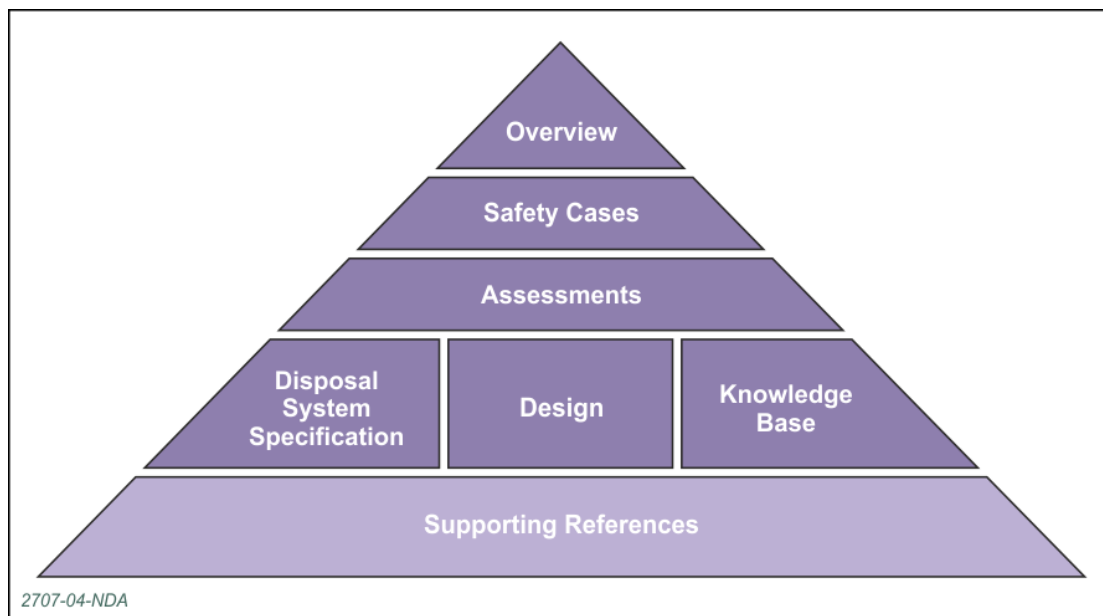 Overview
Safety Cases
Assessments
Disposal
System
Specification
Design
Knowledge
Base
Supporting References
2707-04-NDA